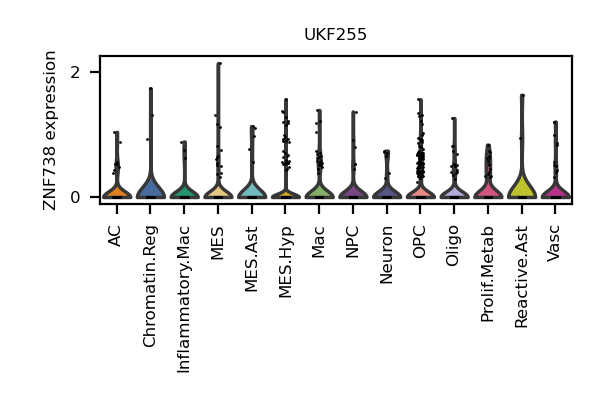 UKF255
ZNF738 expression
2
0
AC
Chromatin.Reg
Inflammatory.Mac
MES
MES.Ast
MES.Hyp
Mac
NPC
Neuron
OPC
Oligo
Prolif.Metab
Reactive.Ast
Vasc